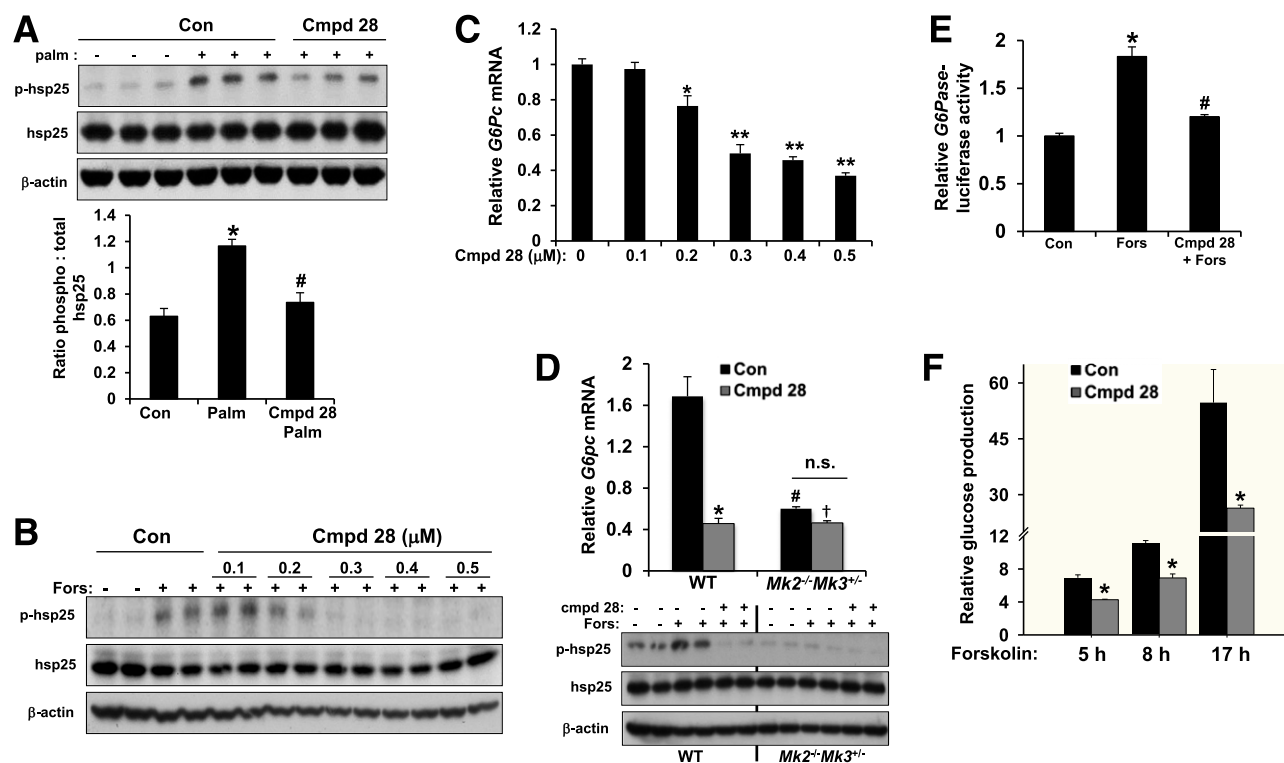 A
Con Cmpd 28
palm : - - - + + + + + +
p-hsp25
hsp25
β-actin
Ratio phospho : total
hsp25
1.4
1.2
1
0.8
0.6
0.4
0.2
0
*
#
Con Palm Cmpd 28
Palm
B
Con Cmpd 28 (μM)
0.1 0.2 0.3 0.4 0.5
Fors: - - + + + + + + + + + + + +
p-hsp25
hsp25
β-actin
C
Relative G6Pc mRNA
1.2
1
0.8
0.6
0.4
0.2
0
*
**
**
**
Cmpd 28 (μM): 0 0.1 0.2 0.3 0.4 0.5
D
Relative G6pc mRNA
2
1.6
1.2
0.8
0.4
0
Con
Cmpd 28
n.s.
*
#
†
WT Mk2-/-Mk3+/-
cmpd 28: - - - - + + - - - - + +
Fors: - - + + + + - - + + + +
p-hsp25
hsp25
β-actin
WT Mk2-/-Mk3+/-
E
Relative G6Pase-
luciferase activity
2
1.5
1
0.5
0
*
#
Con Fors Cmpd 28
+ Fors
F
Relative glucose production
60
45
30
12
8
4
0
Con
Cmpd 28
*
*
*
Forskolin: 5 h 8 h 17 h